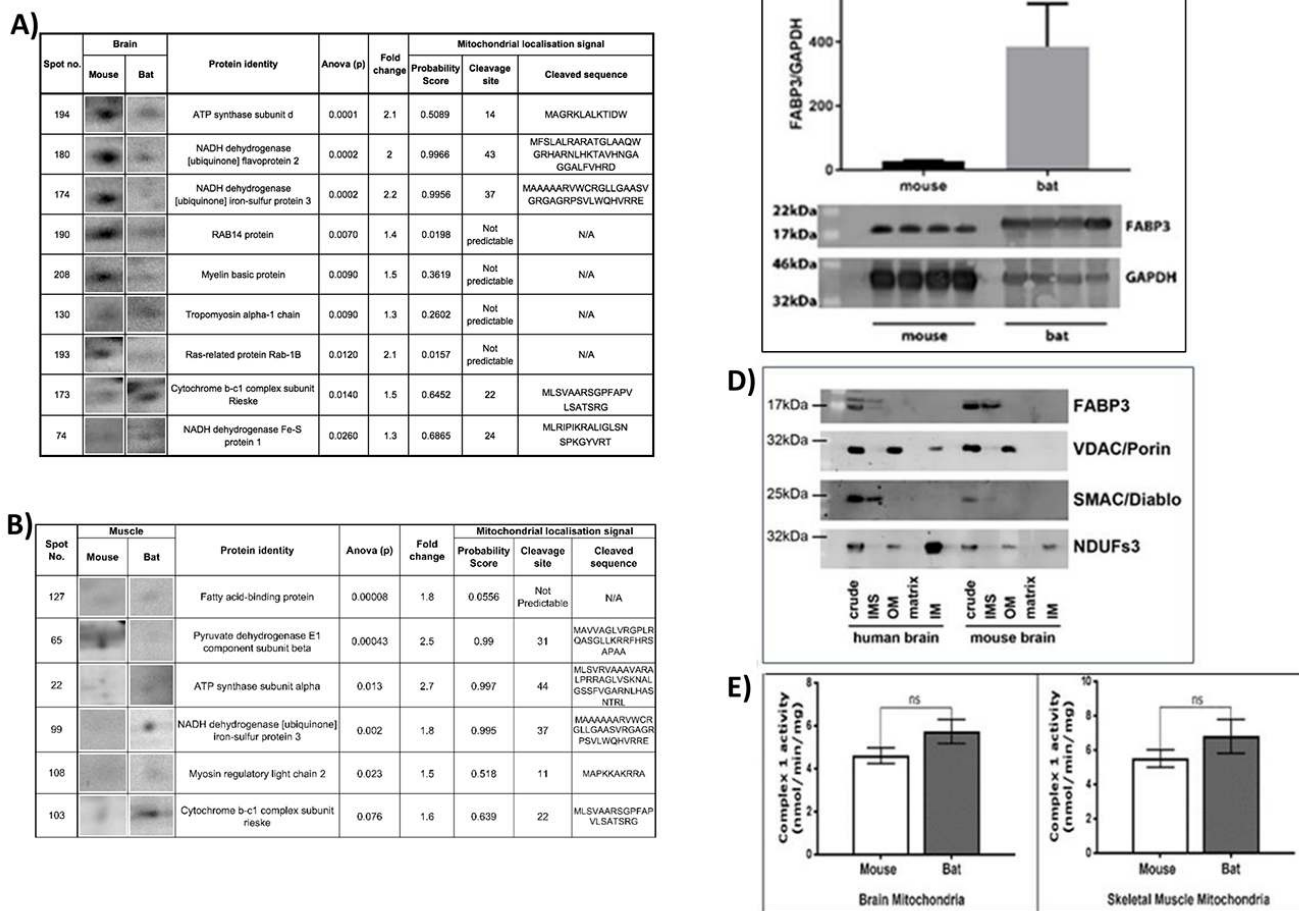 A)
Spot no.
Brain
Mouse
Bat
Protein identity
Anova (p)
Fold
change
Mitochondrial localisation signal
Probability
Score
Cleavage
site
Cleaved sequence
194
ATP synthase subunit d
0.0001
2.1
0.5089
14
MAGRKLALKTIDW
180
NADH dehydrogenase
[ubiquinone] flavoprotein 2
0.0002
2
0.9966
43
MFSLALRARATGLAAQW
GRHARNLHKTAVHNGA
GGALFVHRD
174
NADH dehydrogenase
[ubiquinone] iron-sulfur protein 3
0.0002
2.2
0.9956
37
MAAAAARVWCRGLLGAASV
GRGAGRPSVLWQHVRRE
190
RAB14 protein
0.0070
1.4
0.0198
Not
predictable
N/A
208
Myelin basic protein
0.0090
1.5
0.3619
Not
predictable
N/A
130
Tropomyosin alpha-1 chain
0.0090
1.3
0.2602
Not
predictable
N/A
193
Ras-related protein Rab-1B
0.0120
2.1
0.0157
Not
predictable
N/A
173
Cytochrome b-c1 complex subunit
Rieske
0.0140
1.5
0.6452
22
MLSVAARSGPFAPV
LSATSRG
74
NADH dehydrogenase Fe-S
protein 1
0.0260
1.3
0.6865
24
MLRIPIKRALIGLSN
SPKGYVRT
B)
Spot
No.
Muscle
Mouse
Bat
Protein identity
Anova (p)
Fold
change
Mitochondrial localisation signal
Probability
Score
Cleavage
site
Cleaved
sequence
127
Fatty acid-binding protein
0.00008
1.8
0.0556
Not
Predictable
N/A
65
Pyruvate dehydrogenase E1
component subunit beta
0.00043
2.5
0.99
31
MAVVAGLVRGPLR
QASGLLKRRFHRS
APAA
22
ATP synthase subunit alpha
0.013
2.7
0.997
44
MLSVRVAAAVARA
LPRRAGLVSKNAL
GSSFVGARNLHAS
NTRL
99
NADH dehydrogenase [ubiquinone]
iron-sulfur protein 3
0.002
1.8
0.995
37
MAAAAAARVWCR
GLLGAASVRGAGR
PSVLWQHVRRE
108
Myosin regulatory light chain 2
0.023
1.5
0.518
11
MAPKKAKRRA
103
Cytochrome b-c1 complex subunit
rieske
0.076
1.6
0.639
22
MLSVAARSGPFAP
VLSATSRG
FABP3/GAPDH
400
200
0
mouse
bat
22kDa
17kDa
FABP3
46kDa
32kDa
GAPDH
mouse
bat
D)
17kDa
FABP3
32kDa
VDAC/Porin
25kDa
SMAC/Diablo
32kDa
NDUFs3
crude
IMS
OM
matrix
IM
crude
IMS
OM
matrix
IM
human brain
mouse brain
E)
Complex 1 activity
(nmol/min/mg)
8
6
4
2
0
ns
Mouse
Bat
Brain Mitochondria
Complex 1 activity
(nmol/min/mg)
10
8
6
4
2
0
ns
Mouse
Bat
Skeletal Muscle Mitochondria